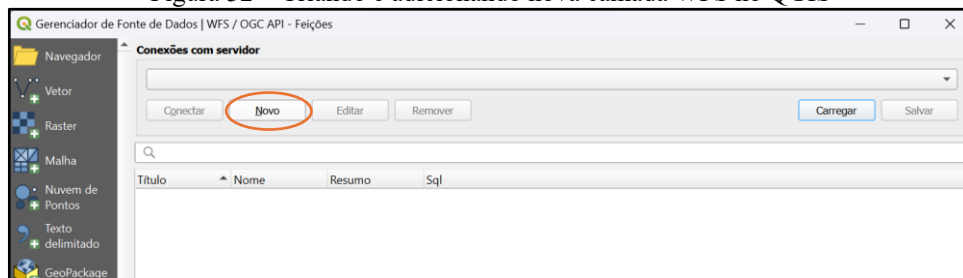 Gerenciador de Fonte de Dados | WFS / OGC API - Feições
Navegador
Vetor
Raster
Malha
Nuvem de
Pontos
Texto
delimitado
GeoPackage
Conexões com servidor
Conectar Novo Editar Remover Carregar Salvar
Título Nome Resumo Sql